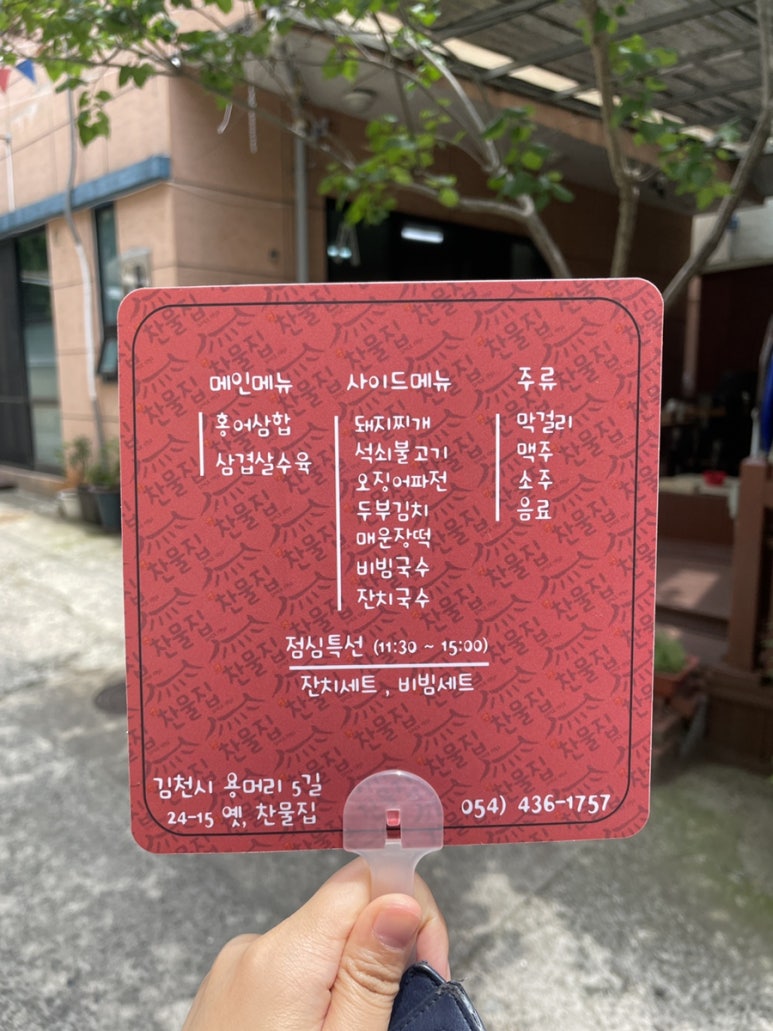 메인메뉴
홍어삼합
삼겹살수육
사이드메뉴
돼지찌개
석쇠불고기
오징어파전
두부김치
매운장떡
비빔국수
잔치국수
주류
막걸리
맥주
소주
음료
점심특선 (11:30 ~ 15:00)
잔치세트, 비빔세트
김천시 용머리 5길
24-15 옛, 찬물집
054) 436-1757